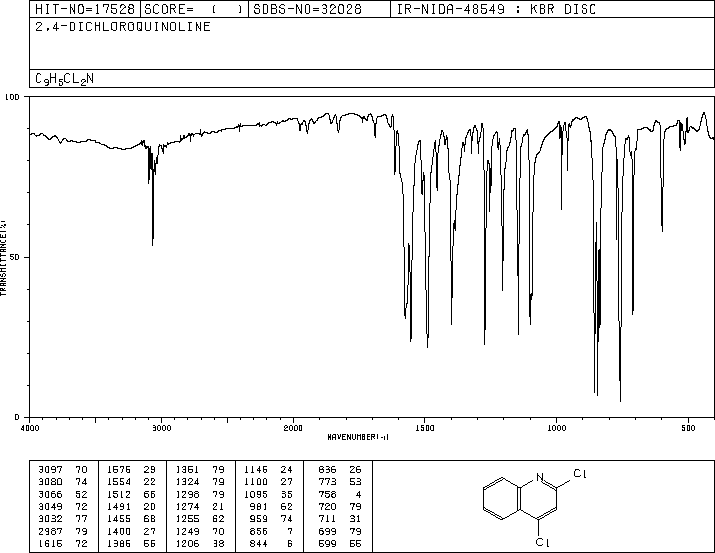 HIT-NO=17528 SCORE= ( ) SDBS-NO=32028 IR-NIDA-48549 : KBR DISC
2,4-DICHLOROQUINOLINE
C9H5CL2N
100
TRANSMITTANCE(%)
50
0
4000 3000 2000 1500 1000 500
WAVENUMBER(-1)
3097 70 1576 29 1351 79 1146 24 836 26
3080 74 1554 22 1324 79 1100 27 773 53
3066 52 1512 66 1298 79 1095 35 758 4
3049 72 1491 20 1274 21 981 62 720 79
3032 77 1455 68 1255 62 959 74 711 31
2987 79 1400 27 1249 70 856 7 699 79
1616 72 1386 56 1206 38 844 6 599 55
N
Cl
Cl